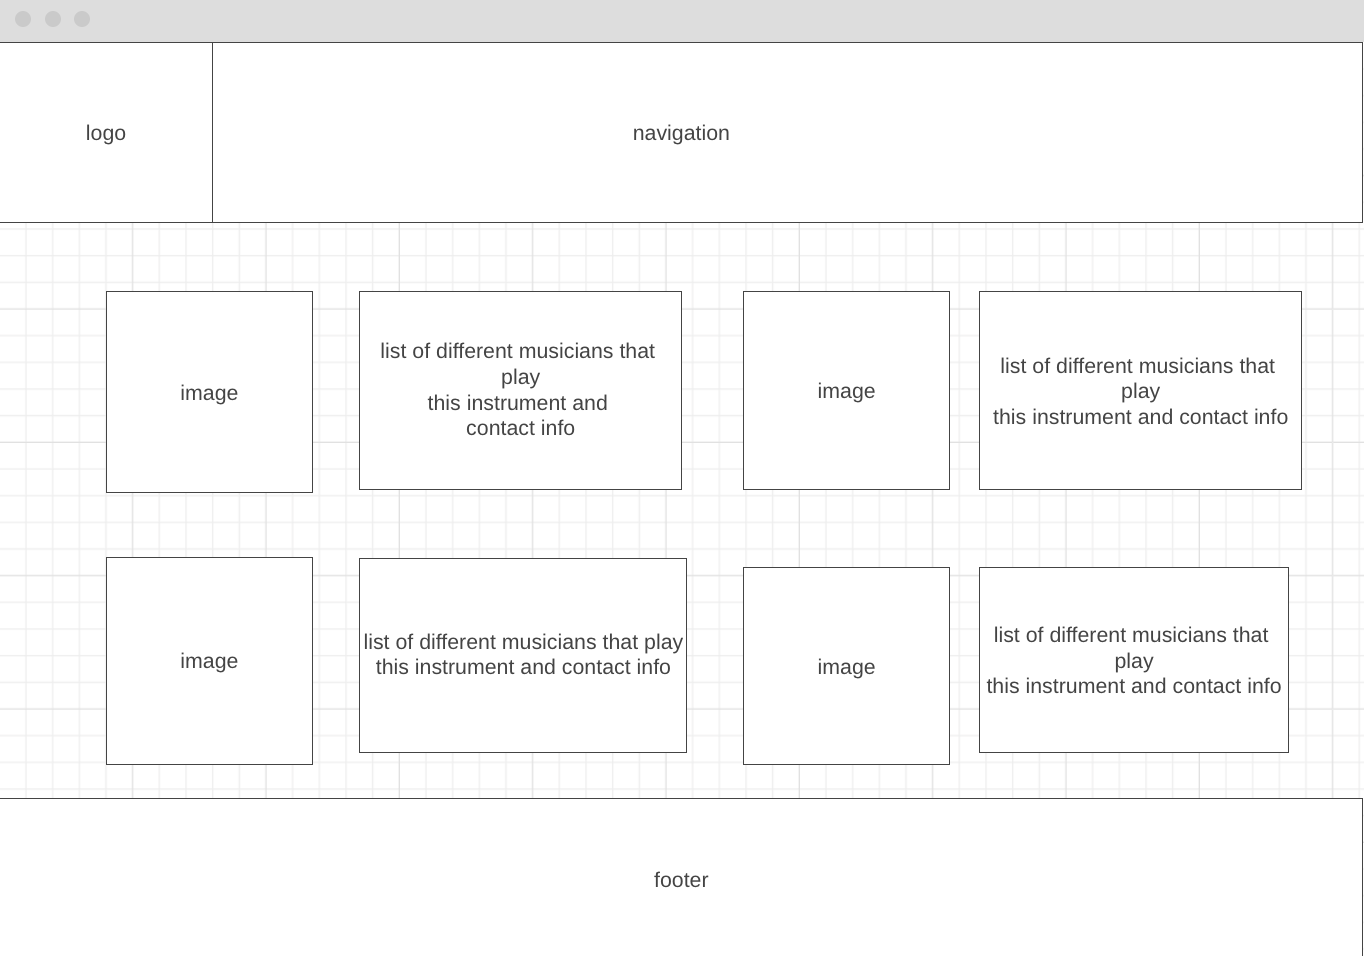 logo
navigation
image
list of different musicians that
play
this instrument and
contact info
image
list of different musicians that
play
this instrument and contact info
image
list of different musicians that play
this instrument and contact info
image
list of different musicians that
play
this instrument and contact info
footer